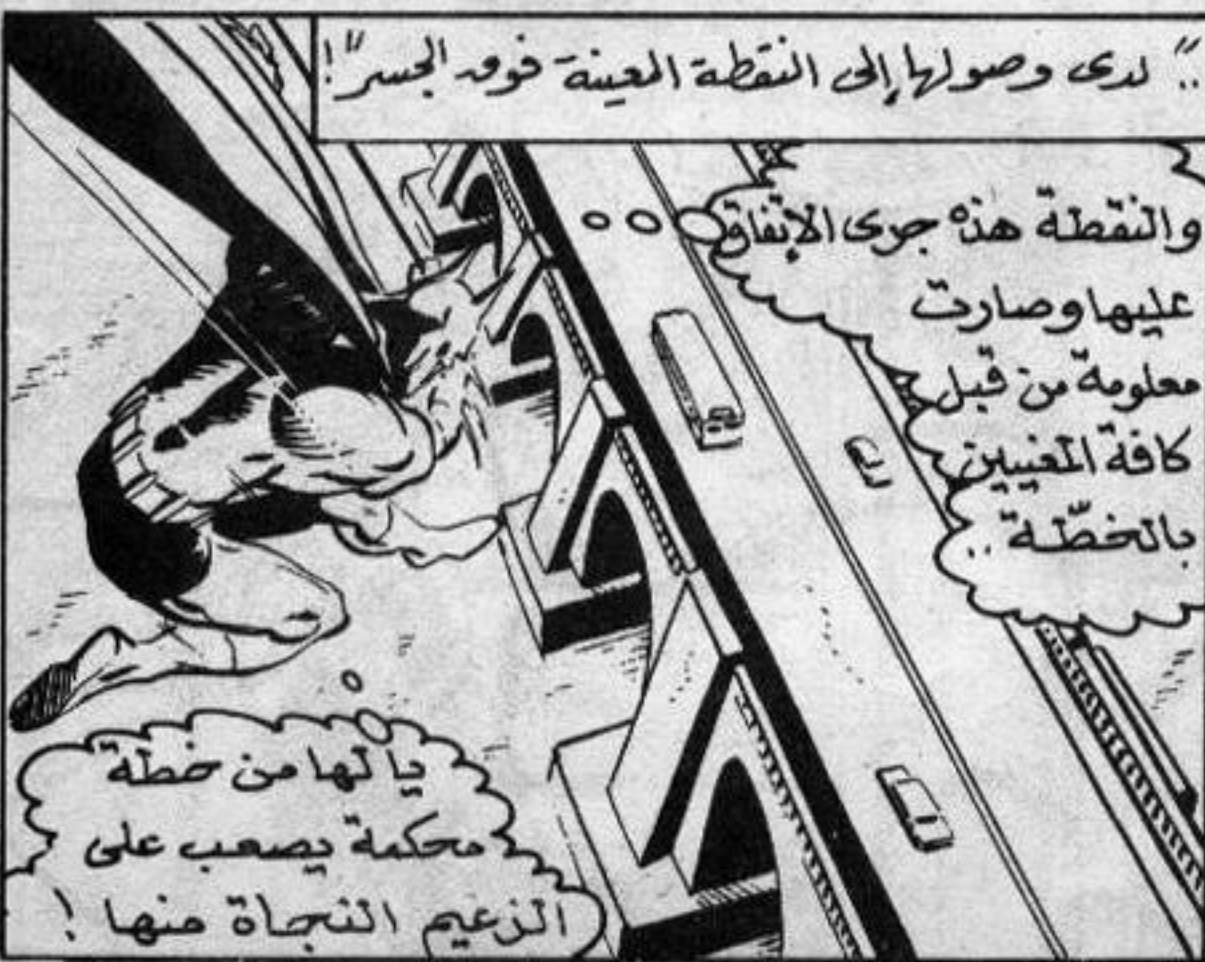 .." لدى وصولها إلى النقطة المعينة فوق الجسر"!
والنقطة هذه جرى الإتفاق
عليها وصارت
معلومة من قبل
كافة المعنيين
بالخطّة ..
يا لها من خطة
محكمة يصعب على
الزعيم النجاة منها !